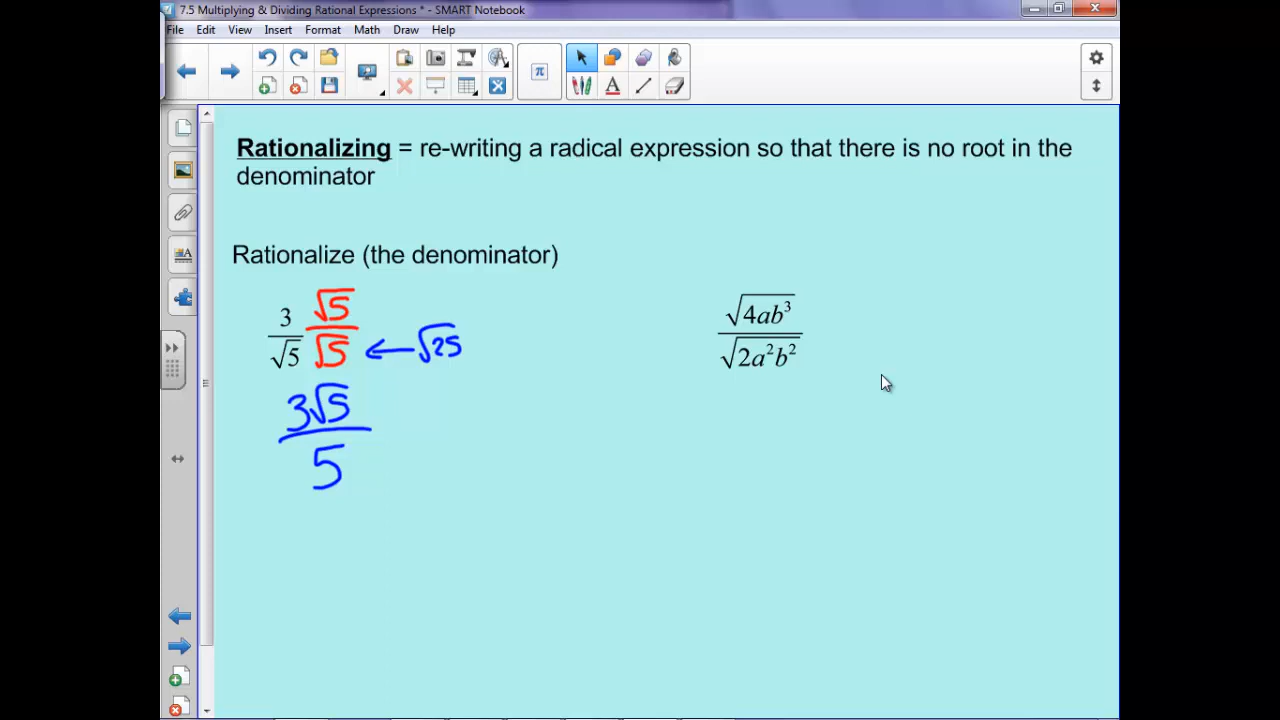 7.5 Multiplying & Dividing Rational Expressions * - SMART Notebook
File Edit View Insert Format Math Draw Help
π
A
A
Rationalizing = re-writing a radical expression so that there is no root in the
denominator
Rationalize (the denominator)
3/√5 √5/√5 ← √25
3√5/5
√(4ab³)/√(2a²b²)